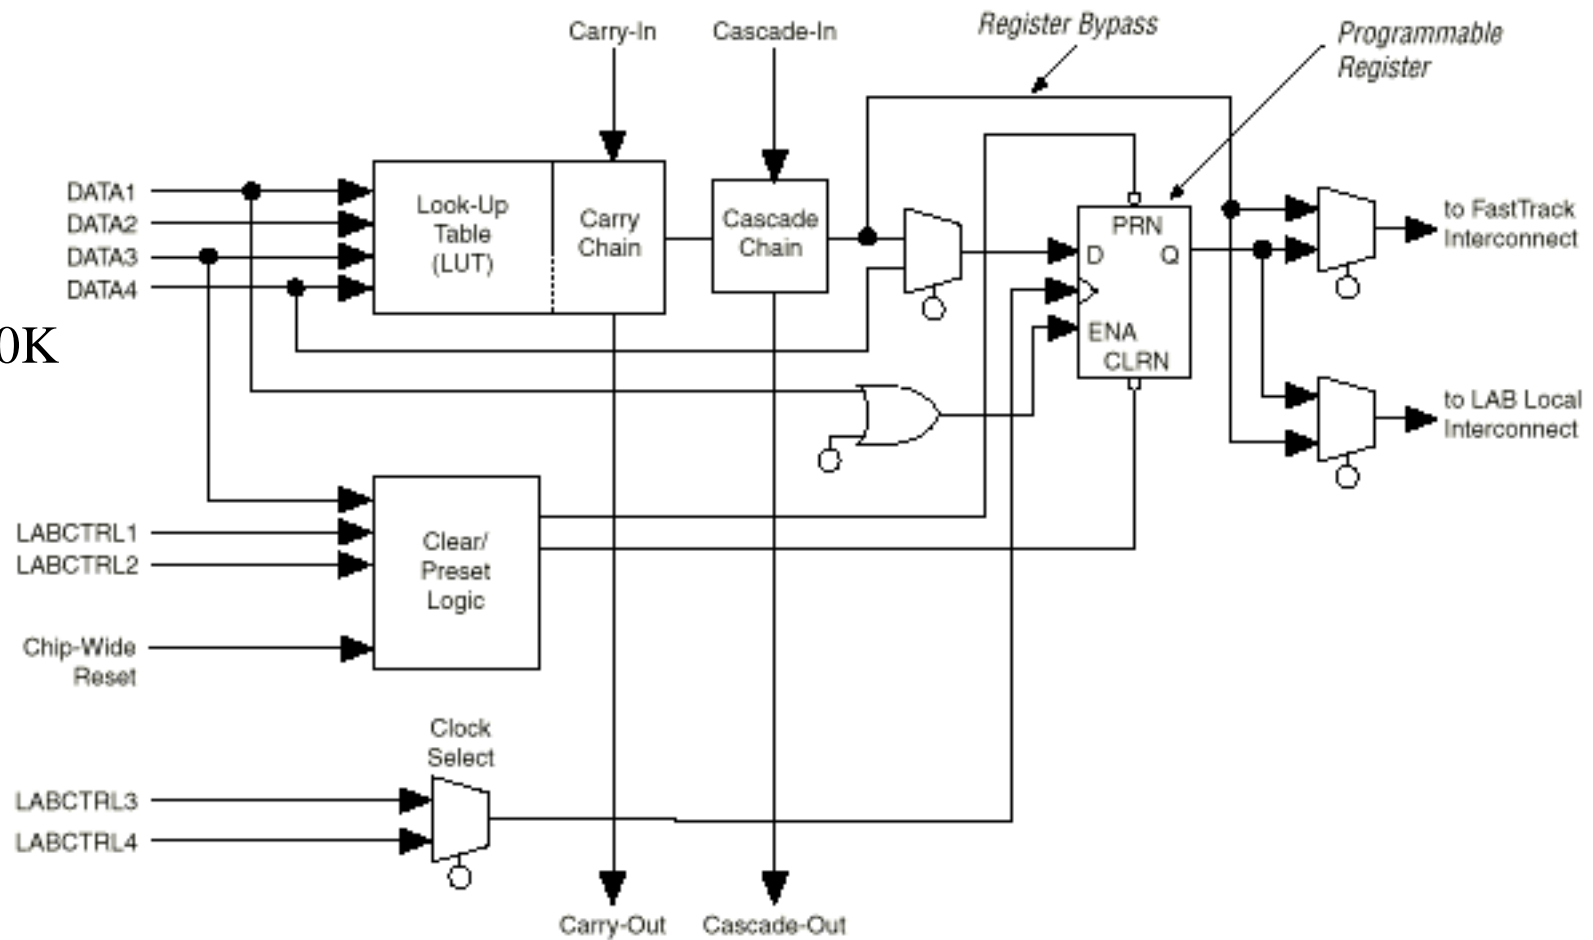 Carry-In
Cascade-In
Register Bypass
Programmable
Register
DATA1
DATA2
DATA3
DATA4
Look-Up
Table
(LUT)
Carry
Chain
Cascade
Chain
PRN
D
Q
ENA
CLRN
to FastTrack
Interconnect
0K
to LAB Local
Interconnect
LABCTRL1
LABCTRL2
Clear/
Preset
Logic
Chip-Wide
Reset
Clock
Select
LABCTRL3
LABCTRL4
Carry-Out
Cascade-Out